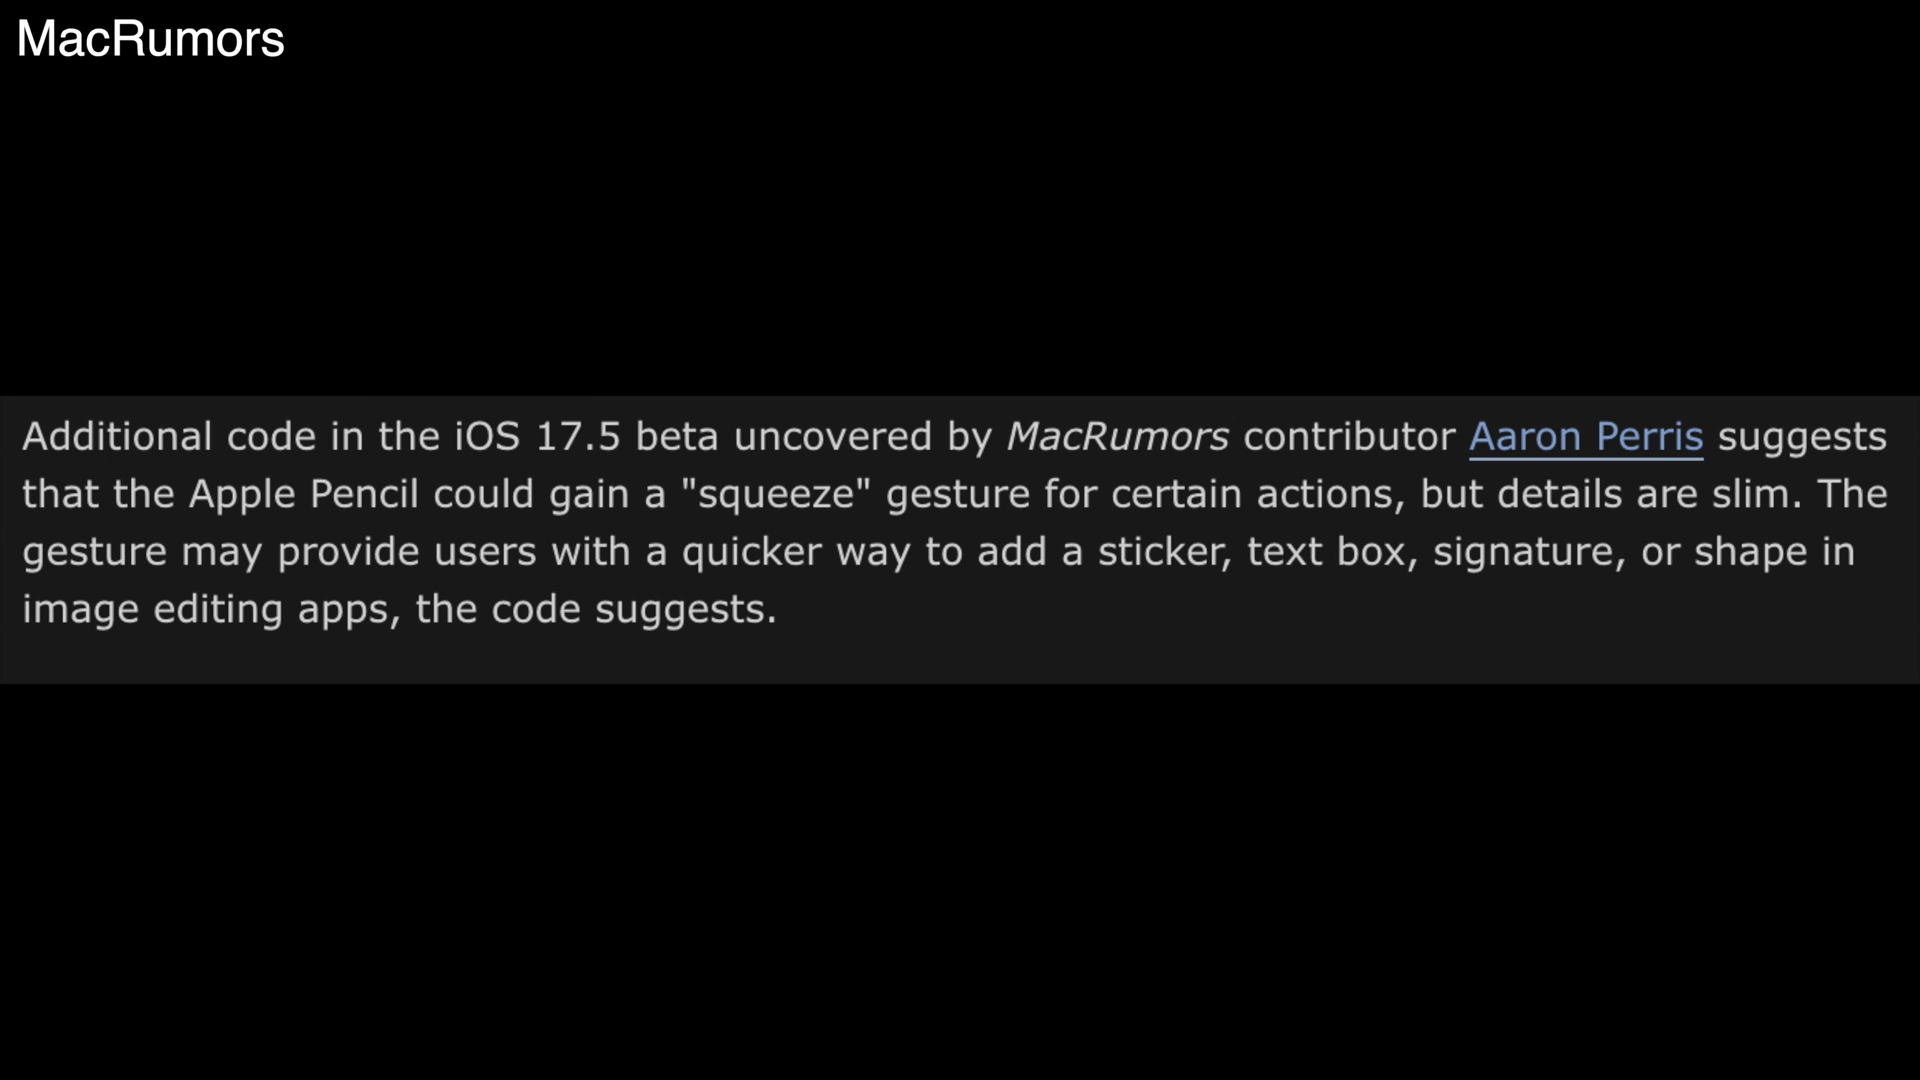 MacRumors
Additional code in the iOS 17.5 beta uncovered by MacRumors contributor Aaron Perris suggests
that the Apple Pencil could gain a "squeeze" gesture for certain actions, but details are slim. The
gesture may provide users with a quicker way to add a sticker, text box, signature, or shape in
image editing apps, the code suggests.